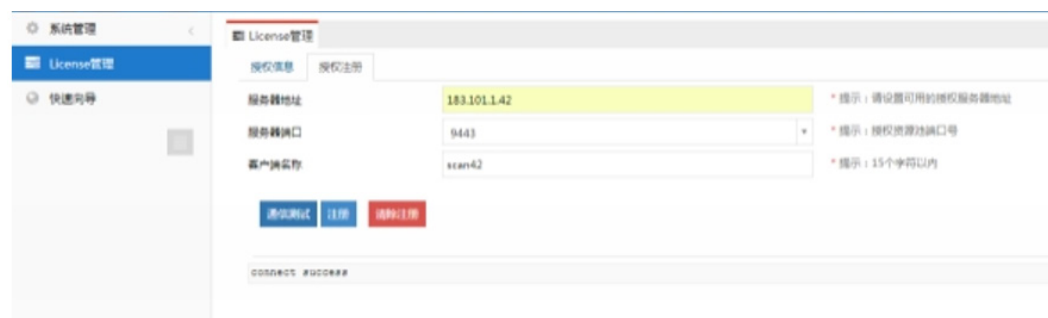 系统管理
License管理
快速向导
License管理
授权信息 授权注册
服务器地址 183.101.1.42 * 提示：请设置可用的授权服务器地址
服务器端口 9443 * 提示：授权资源池端口号
客户端名称 scan42 * 提示：15个字符以内
通信测试 注册 清除注册
connect success